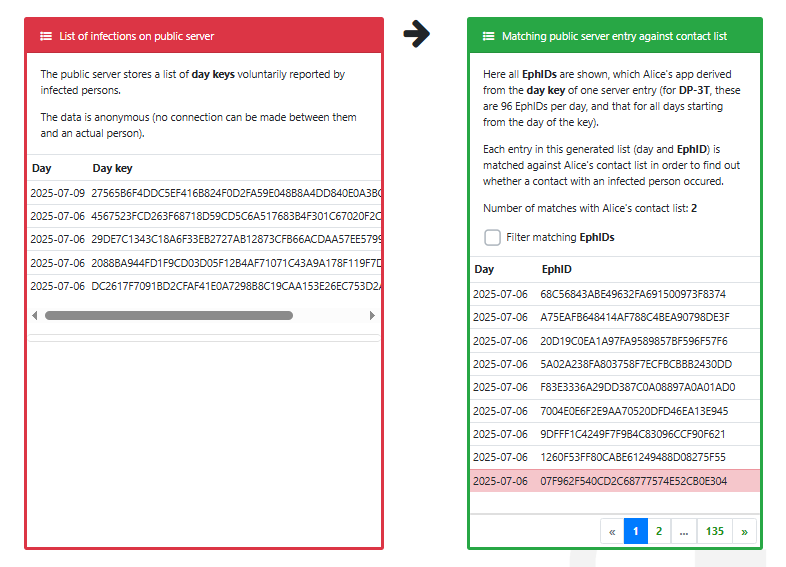 List of infections on public server
The public server stores a list of day keys voluntarily reported by
infected persons.
The data is anonymous (no connection can be made between them
and an actual person).
Day Day key
2025-07-09 27565B6F4DDC5EF416B824F0D2FA59E048B8A4DD840E0A3BC
2025-07-06 4567523FCD263F68718D59CD5C6A517683B4F301C67020F2C
2025-07-06 29DE7C1343C18A6F33EB2727AB12873CFB66ACDAA57EE5799
2025-07-06 2088BA944FD1F9CD03D05F12B4AF71071C43A9A178F119F7D
2025-07-06 DC2617F7091BD2CFAF41E0A7298B8C19CAA153E26EC753D2A
Matching public server entry against contact list
Here all EphIDs are shown, which Alice's app derived
from the day key of one server entry (for DP-3T, these
are 96 EphIDs per day, and that for all days starting
from the day of the key).
Each entry in this generated list (day and EphID) is
matched against Alice's contact list in order to find out
whether a contact with an infected person occured.
Number of matches with Alice's contact list: 2
Filter matching EphIDs
Day EphID
2025-07-06 68C56843ABE49632FA691500973F8374
2025-07-06 A75EAFB648414AF788C4BEA90798DE3F
2025-07-06 20D19C0EA1A97FA9589857BF596F57F6
2025-07-06 5A02A238FA803758F7ECFBCBBB2430DD
2025-07-06 F83E3336A29DD387C0A08897A0A01AD0
2025-07-06 7004E0E6F2E9AA70520DFD46EA13E945
2025-07-06 9DFFF1C4249F7F9B4C83096CCF90F621
2025-07-06 1260F53FF80CABE61249488D08275F55
2025-07-06 07F962F540CD2C68777574E52CB0E304
« 1 2 ... 135 »